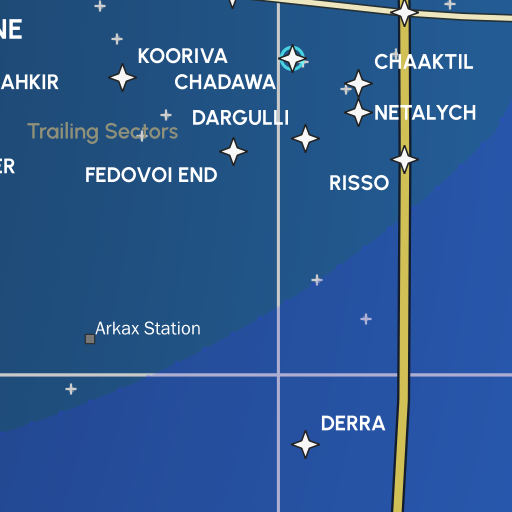 NE
KOORIVA
CHAAKTIL
AHKIR
CHADAWA
DARGULLI
NETALYCH
Trailing Sectors
ER
FEDOVOI END
RISSO
Arkax Station
DERRA